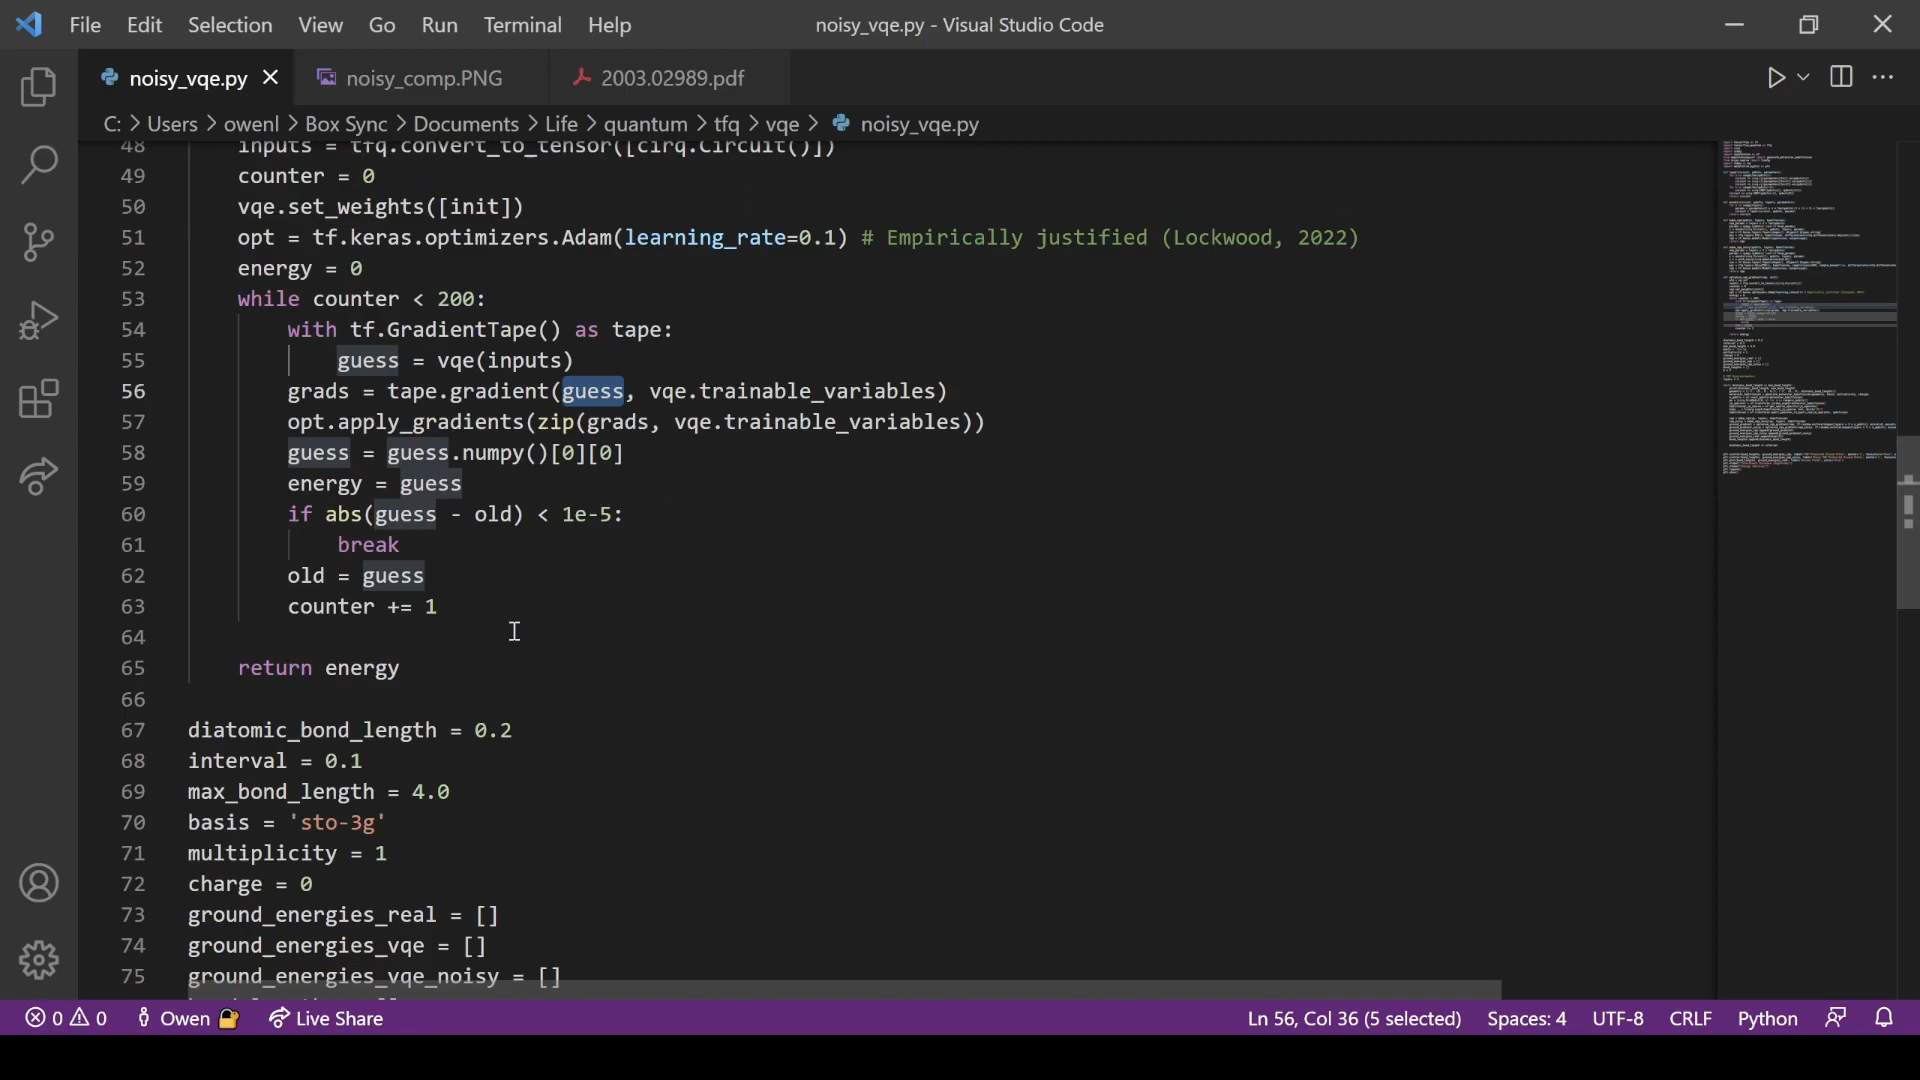 File Edit Selection View Go Run Terminal Help noisy_vqe.py - Visual Studio Code
noisy_vqe.py noisy_comp.PNG 2003.02989.pdf
C: > Users > owenl > Box Sync > Documents > Life > quantum > tfq > vqe > noisy_vqe.py
48 inputs = tfq.convert_to_tensor([cirq.Circuit()])
49 counter = 0
50 vqe.set_weights([init])
51 opt = tf.keras.optimizers.Adam(learning_rate=0.1) # Empirically justified (Lockwood, 2022)
52 energy = 0
53 while counter < 200:
54 with tf.GradientTape() as tape:
55 guess = vqe(inputs)
56 grads = tape.gradient(guess, vqe.trainable_variables)
57 opt.apply_gradients(zip(grads, vqe.trainable_variables))
58 guess = guess.numpy()[0][0]
59 energy = guess
60 if abs(guess - old) < 1e-5:
61 break
62 old = guess
63 counter += 1
64
65 return energy
66
67 diatomic_bond_length = 0.2
68 interval = 0.1
69 max_bond_length = 4.0
70 basis = 'sto-3g'
71 multiplicity = 1
72 charge = 0
73 ground_energies_real = []
74 ground_energies_vqe = []
75 ground_energies_vqe_noisy = []
0 0 Owen Live Share Ln 56, Col 36 (5 selected) Spaces: 4 UTF-8 CRLF Python